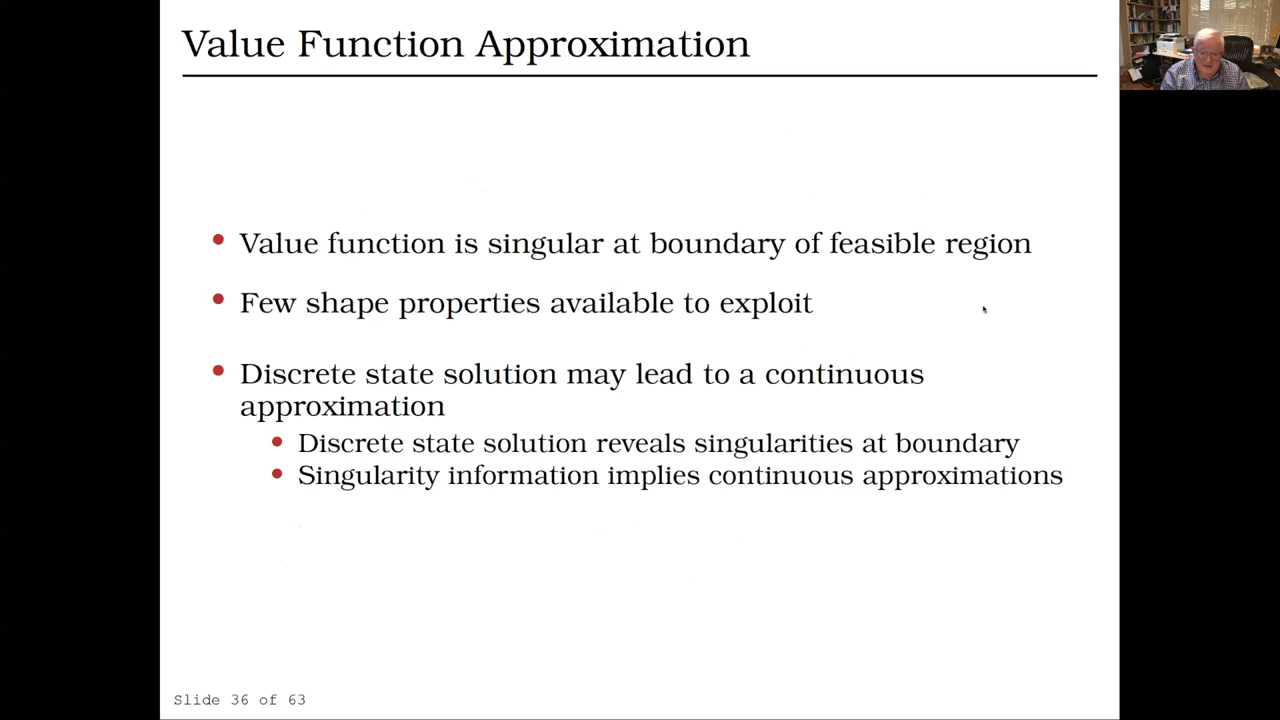 Value Function Approximation
• Value function is singular at boundary of feasible region
• Few shape properties available to exploit
• Discrete state solution may lead to a continuous
approximation
• Discrete state solution reveals singularities at boundary
• Singularity information implies continuous approximations
Slide 36 of 63